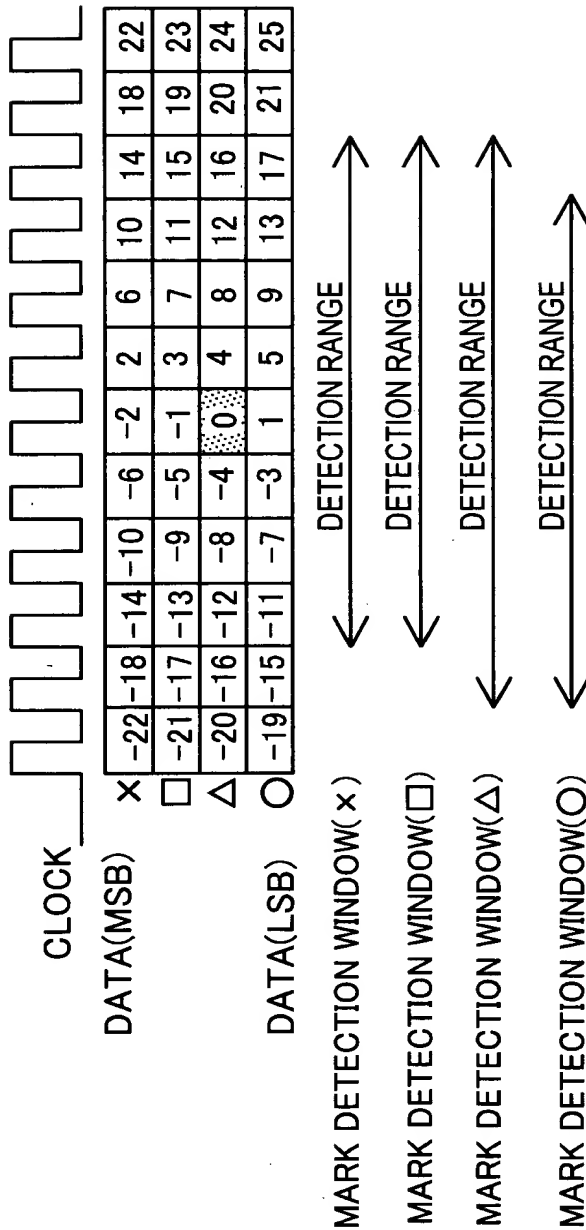 CLOCK
DATA(MSB) × -22 -18 -14 -10 -6 -2 2 6 10 14 18 22
□ -21 -17 -13 -9 -5 -1 3 7 11 15 19 23
△ -20 -16 -12 -8 -4 0 4 8 12 16 20 24
DATA(LSB) ○ -19 -15 -11 -7 -3 1 5 9 13 17 21 25
MARK DETECTION WINDOW(×) DETECTION RANGE
MARK DETECTION WINDOW(□) DETECTION RANGE
MARK DETECTION WINDOW(△) DETECTION RANGE
MARK DETECTION WINDOW(○) DETECTION RANGE